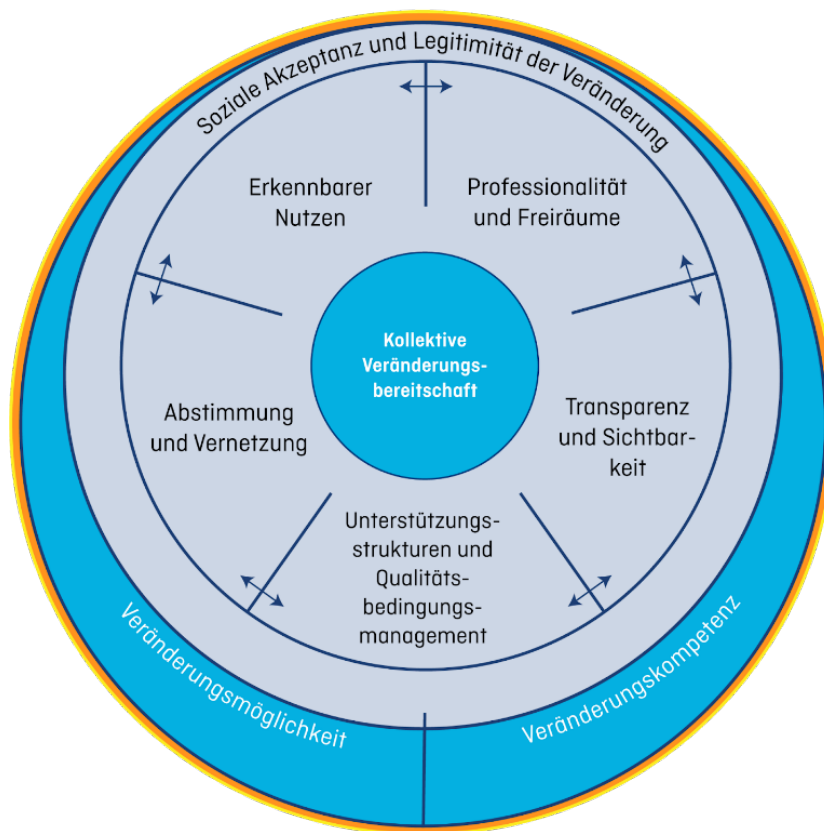 Soziale Akzeptanz und Legitimität der Veränderung
Erkennbarer
Nutzen
Professionalität
und Freiräume
Kollektive
Veränderungs-
bereitschaft
Abstimmung
und Vernetzung
Transparenz
und Sichtbar-
keit
Unterstützungs-
strukturen und
Qualitäts-
bedingungs-
management
Veränderungsmöglichkeit
Veränderungskompetenz